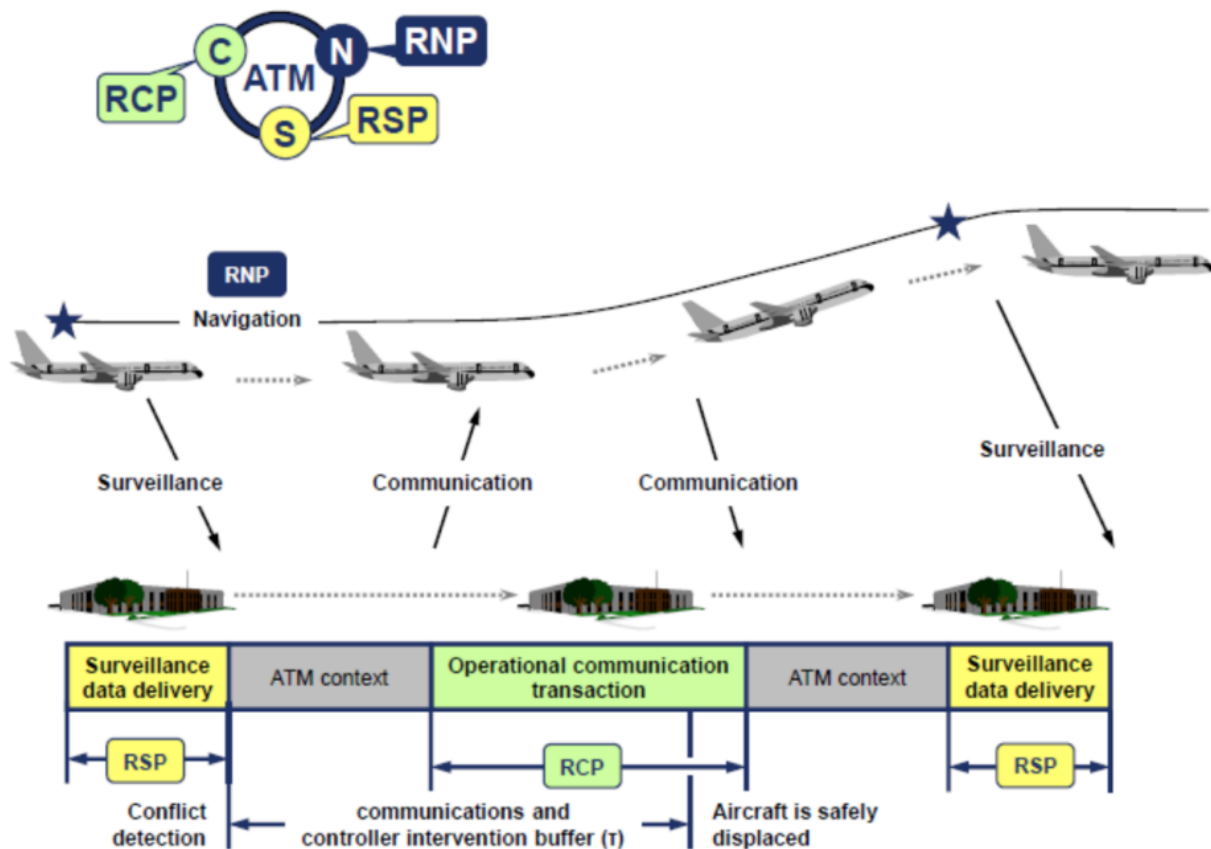 C
N
RNP
ATM
RCP
S
RSP
RNP
Navigation
Surveillance
Communication
Communication
Surveillance
Surveillance
data delivery
ATM context
Operational communication
transaction
ATM context
Surveillance
data delivery
RSP
RCP
RSP
Conflict
detection
communications and
controller intervention buffer (τ)
Aircraft is safely
displaced